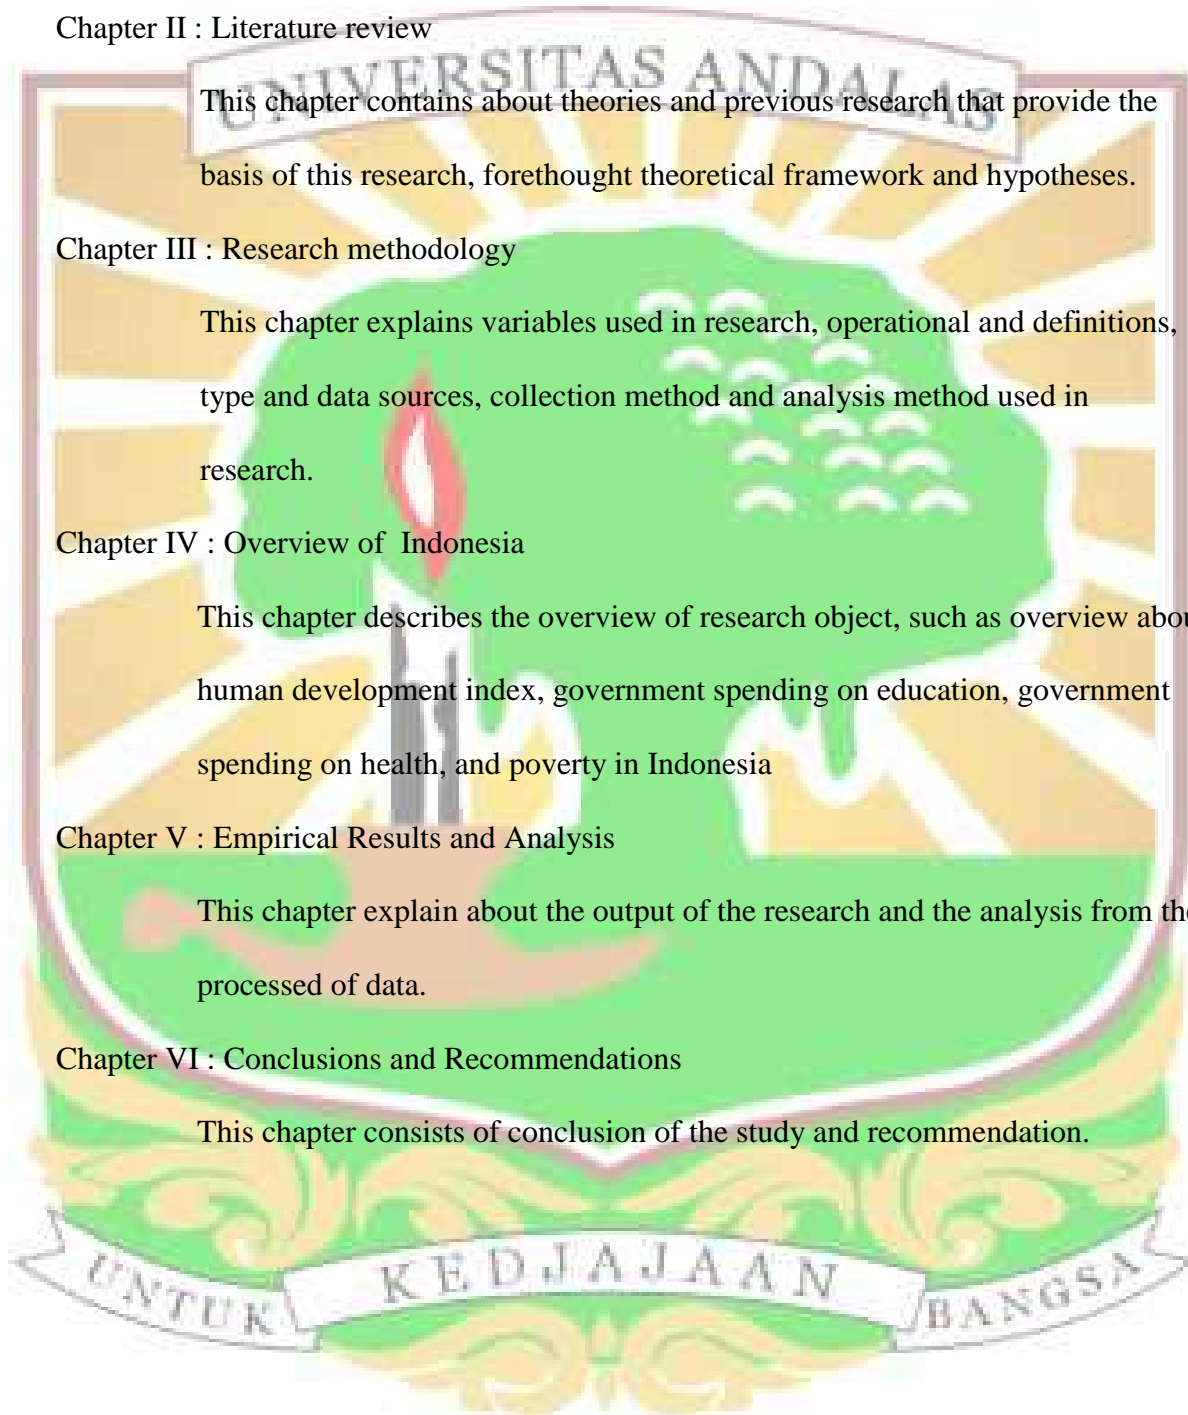 Chapter II : Literature review
UNIVERSITAS ANDALAS
This chapter contains about theories and previous research that provide the
basis of this research, forethought theoretical framework and hypotheses.
Chapter III : Research methodology
This chapter explains variables used in research, operational and definitions,
type and data sources, collection method and analysis method used in
research.
Chapter IV : Overview of Indonesia
This chapter describes the overview of research object, such as overview abou
human development index, government spending on education, government
spending on health, and poverty in Indonesia
Chapter V : Empirical Results and Analysis
This chapter explain about the output of the research and the analysis from the
processed of data.
Chapter VI : Conclusions and Recommendations
This chapter consists of conclusion of the study and recommendation.
UNTUK KEDJAJAAN BANGSA